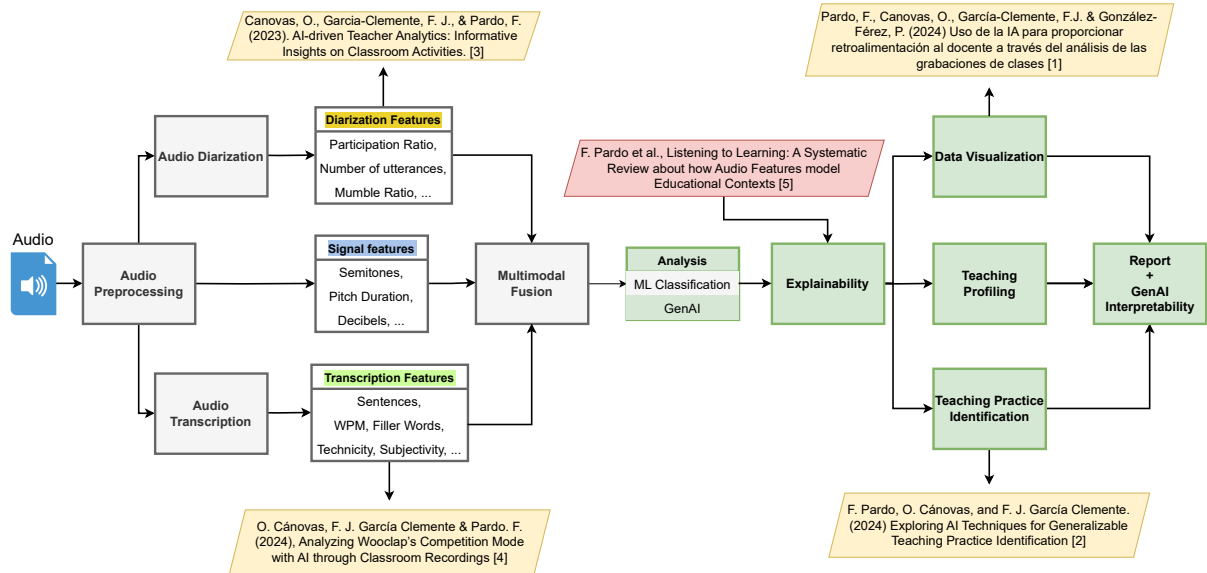 Canovas, O., Garcia-Clemente, F. J., & Pardo, F.
(2023). AI-driven Teacher Analytics: Informative
Insights on Classroom Activities. [3]
Pardo, F., Canovas, O., García-Clemente, F.J. & González-
Férez, P. (2024) Uso de la IA para proporcionar
retroalimentación al docente a través del análisis de las
grabaciones de clases [1]
Audio Diarization
Diarization Features
Participation Ratio,
Number of utterances,
Mumble Ratio, ...
F. Pardo et al., Listening to Learning: A Systematic
Review about how Audio Features model
Educational Contexts [5]
Data Visualization
Audio
Audio
Preprocessing
Signal features
Semitones,
Pitch Duration,
Decibels, ...
Multimodal
Fusion
Analysis
ML Classification
GenAI
Explainability
Teaching
Profiling
Report
+
GenAI
Interpretability
Audio
Transcription
Transcription Features
Sentences,
WPM, Filler Words,
Technicity, Subjectivity, ...
Teaching Practice
Identification
O. Cánovas, F. J. García Clemente & Pardo. F.
(2024), Analyzing Wooclap's Competition Mode
with AI through Classroom Recordings [4]
F. Pardo, O. Cánovas, and F. J. García Clemente.
(2024) Exploring AI Techniques for Generalizable
Teaching Practice Identification [2]